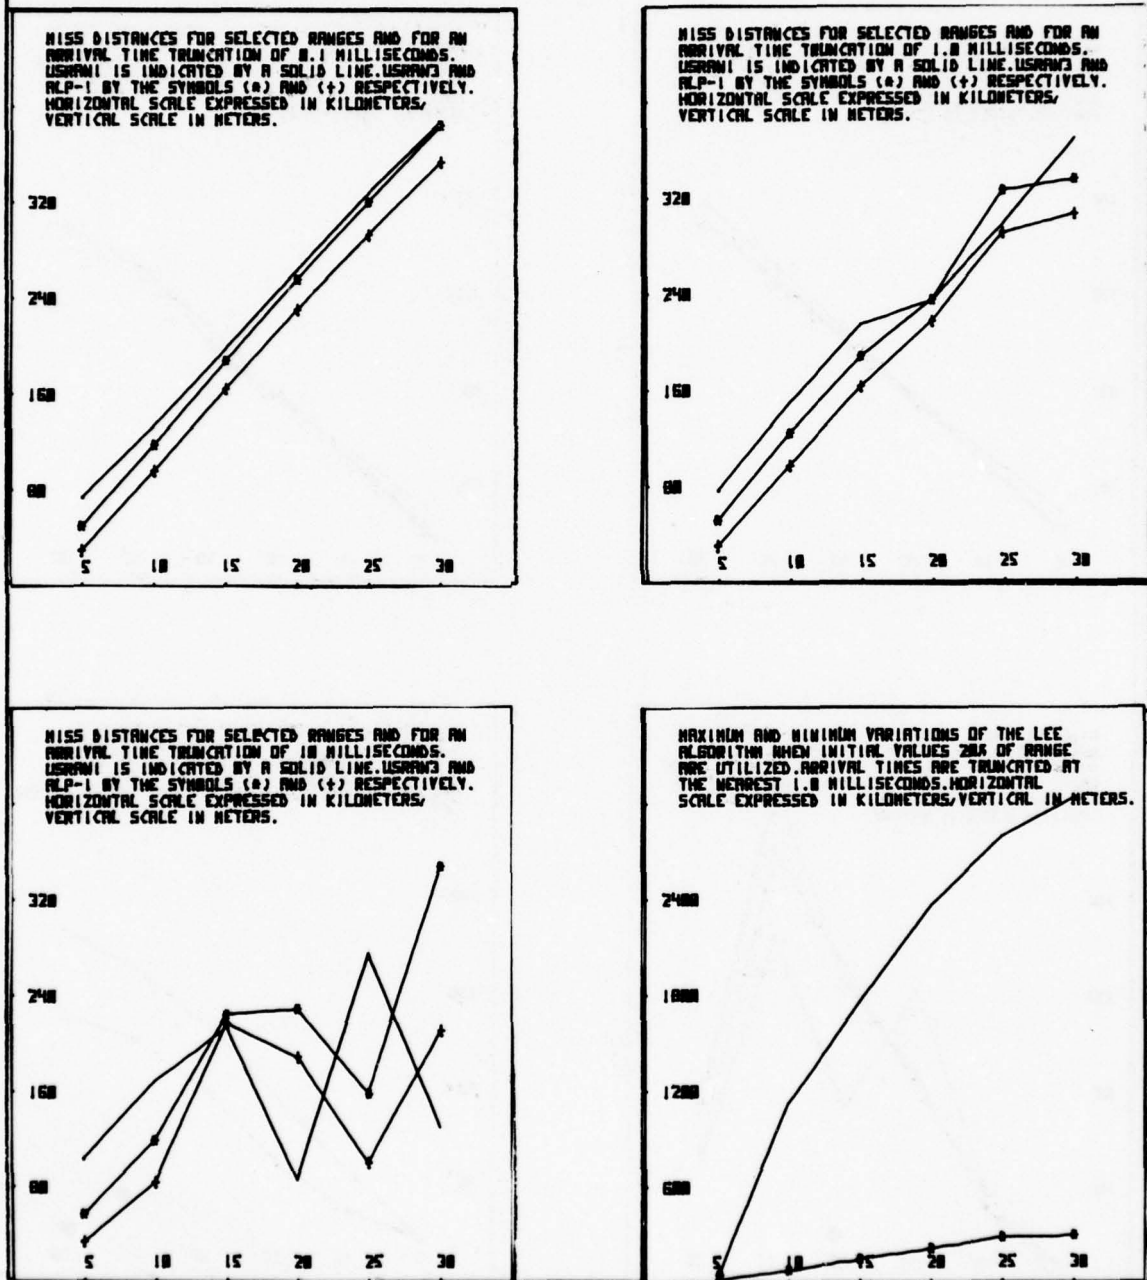 MISS DISTANCES FOR SELECTED RANGES AND FOR AN
ARRIVAL TIME TRUNCATION OF 0.1 MILLISECONDS.
USRAN1 IS INDICATED BY A SOLID LINE.USRAN3 AND
ALP-1 BY THE SYMBOLS (*) AND (+) RESPECTIVELY.
HORIZONTAL SCALE EXPRESSED IN KILOMETERS,
VERTICAL SCALE IN METERS.
320
240
160
80
5 10 15 20 25 30
MISS DISTANCES FOR SELECTED RANGES AND FOR AN
ARRIVAL TIME TRUNCATION OF 1.0 MILLISECONDS.
USRAN1 IS INDICATED BY A SOLID LINE.USRAN3 AND
ALP-1 BY THE SYMBOLS (*) AND (+) RESPECTIVELY.
HORIZONTAL SCALE EXPRESSED IN KILOMETERS,
VERTICAL SCALE IN METERS.
320
240
160
80
5 10 15 20 25 30
MISS DISTANCES FOR SELECTED RANGES AND FOR AN
ARRIVAL TIME TRUNCATION OF 10 MILLISECONDS.
USRAN1 IS INDICATED BY A SOLID LINE.USRAN3 AND
ALP-1 BY THE SYMBOLS (*) AND (+) RESPECTIVELY.
HORIZONTAL SCALE EXPRESSED IN KILOMETERS,
VERTICAL SCALE IN METERS.
320
240
160
80
5 10 15 20 25 30
MAXIMUM AND MINIMUM VARIATIONS OF THE LEE
ALGORITHM WHEN INITIAL VALUES 20% OF RANGE
ARE UTILIZED.ARRIVAL TIMES ARE TRUNCATED AT
THE NEAREST 1.0 MILLISECONDS.HORIZONTAL
SCALE EXPRESSED IN KILOMETERS,VERTICAL IN METERS.
2400
1800
1200
600
5 10 15 20 25 30